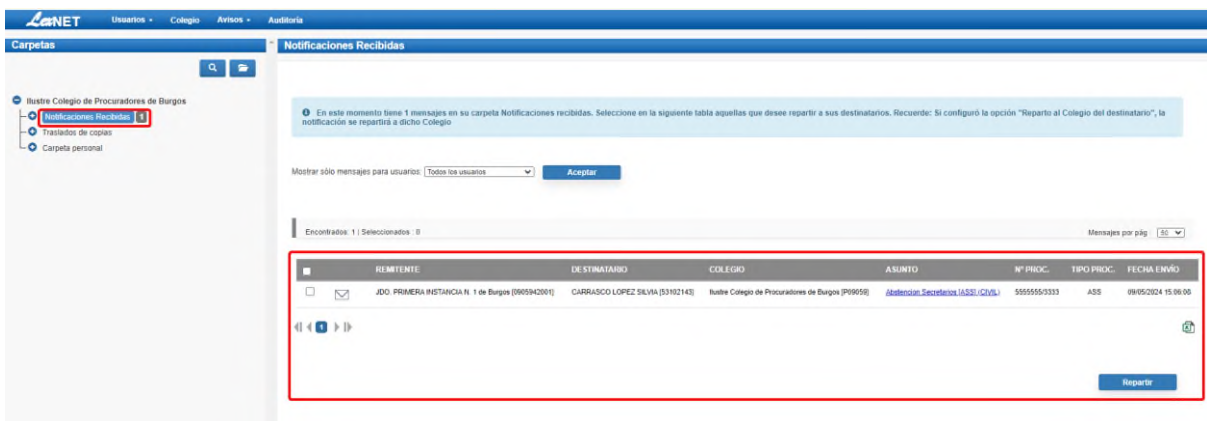 LexNET Usuarios Colegio Avisos Auditoría
Carpetas
Notificaciones Recibidas
Ilustre Colegio de Procuradores de Burgos
Notificaciones Recibidas 1
Traslados de copias
Carpeta personal
En este momento tiene 1 mensajes en su carpeta Notificaciones recibidas. Seleccione en la siguiente tabla aquellas que desee repartir a sus destinatarios. Recuerde: Si configuró la opción "Reparto al Colegio del destinatario", la
notificación se repartirá a dicho Colegio
Mostrar sólo mensajes para usuarios: Todos los usuarios Aceptar
Encontrados: 1 | Seleccionados : 0 Mensajes por pág 50
REMITENTE DESTINATARIO COLEGIO ASUNTO Nº PROC. TIPO PROC. FECHA ENVÍO
JDO. PRIMERA INSTANCIA N. 1 de Burgos [0905942001] CARRASCO LOPEZ SILVIA [53102143] Ilustre Colegio de Procuradores de Burgos [P09059] Abstención Secretarios [ASS] (CIVIL) 5555555/3333 ASS 09/05/2024 15:06:06
1
Repartir